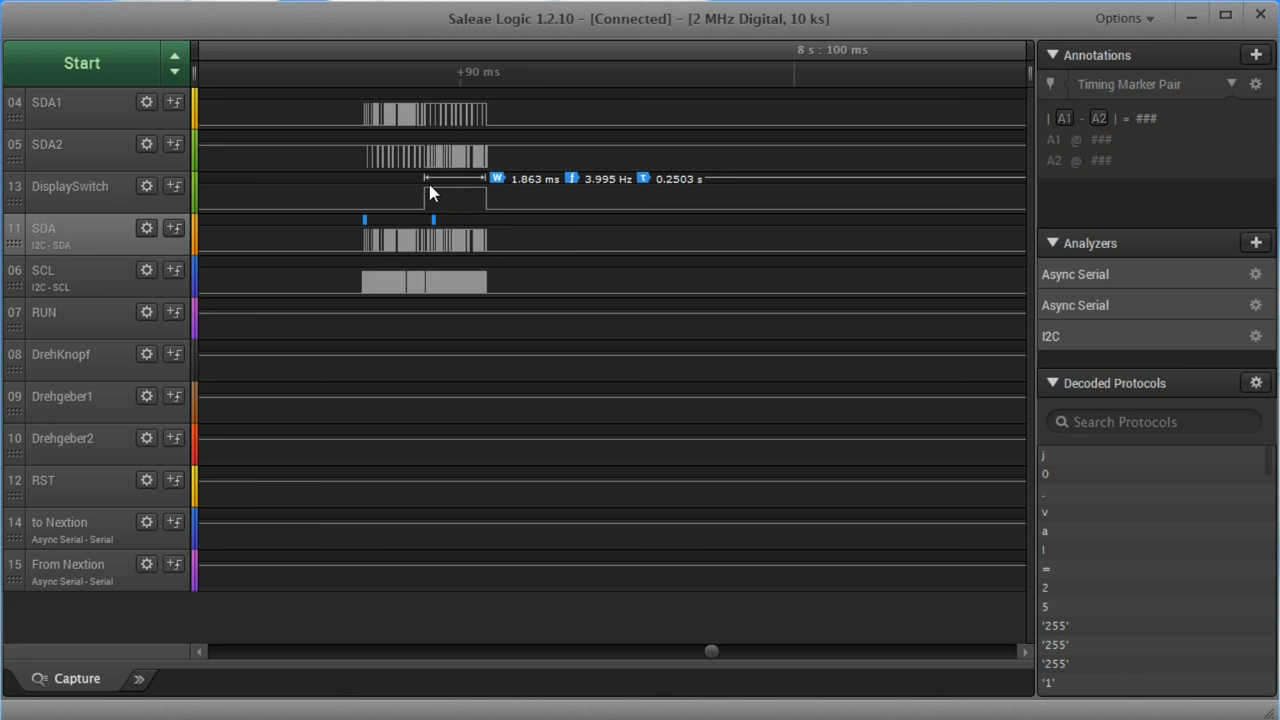 Saleae Logic 1.2.10 - [Connected] - [2 MHz Digital, 10 ks]
Options
Start
8 s : 100 ms
+90 ms
04 SDA1
05 SDA2
13 DisplaySwitch
W 1.863 ms f 3.995 Hz T 0.2503 s
11 SDA
I2C - SDA
06 SCL
I2C - SCL
07 RUN
08 DrehKnopf
09 Drehgeber1
10 Drehgeber2
12 RST
14 to Nextion
Async Serial - Serial
15 From Nextion
Async Serial - Serial
Capture
Annotations
Timing Marker Pair
| A1 - A2 | = ###
A1 @ ###
A2 @ ###
Analyzers
Async Serial
Async Serial
I2C
Decoded Protocols
Search Protocols
j
0
.
v
a
l
=
2
5
'255'
'255'
'255'
'1'